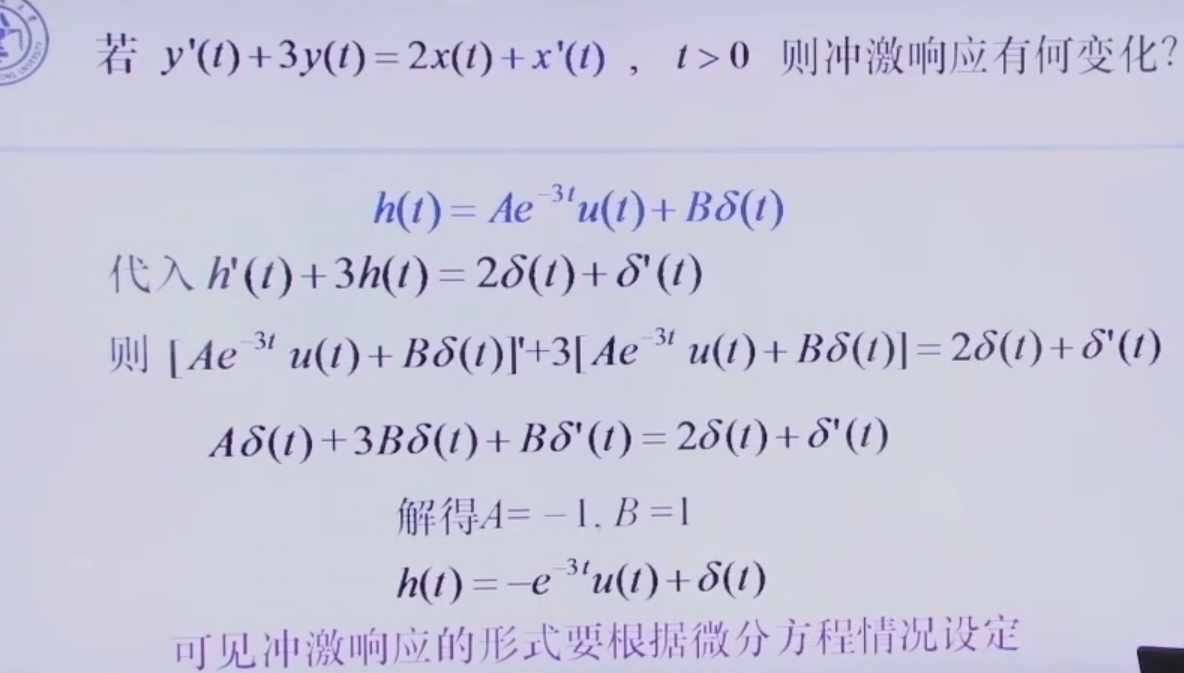 若 y'(t)+3y(t)=2x(t)+x'(t) , t>0 则冲激响应有何变化?
h(t)=Ae^{-3t}u(t)+Bδ(t)
代入 h'(t)+3h(t)=2δ(t)+δ'(t)
则 [Ae^{-3t}u(t)+Bδ(t)]'+3[Ae^{-3t}u(t)+Bδ(t)]=2δ(t)+δ'(t)
Aδ(t)+3Bδ(t)+Bδ'(t)=2δ(t)+δ'(t)
解得A=-1, B=1
h(t)=-e^{-3t}u(t)+δ(t)
可见冲激响应的形式要根据微分方程情况设定